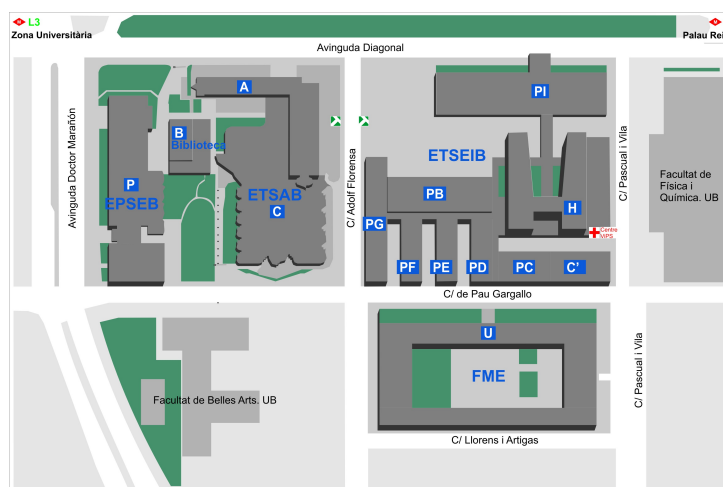 M L3
Zona Universitària
M
Palau Rei
Avinguda Diagonal
A
PI
B
Biblioteca
ETSEIB
Avinguda Doctor Marañón
C/ Adolf Florensa
C/ Pascual i Vila
Facultat de
Física i
Química. UB
P
EPSEB
ETSAB
C
PB
PG
H
Centre
VIPS
PF
PE
PD
PC
C'
C/ de Pau Gargallo
U
FME
C/ Pascual i Vila
Facultat de Belles Arts. UB
C/ Llorens i Artigas